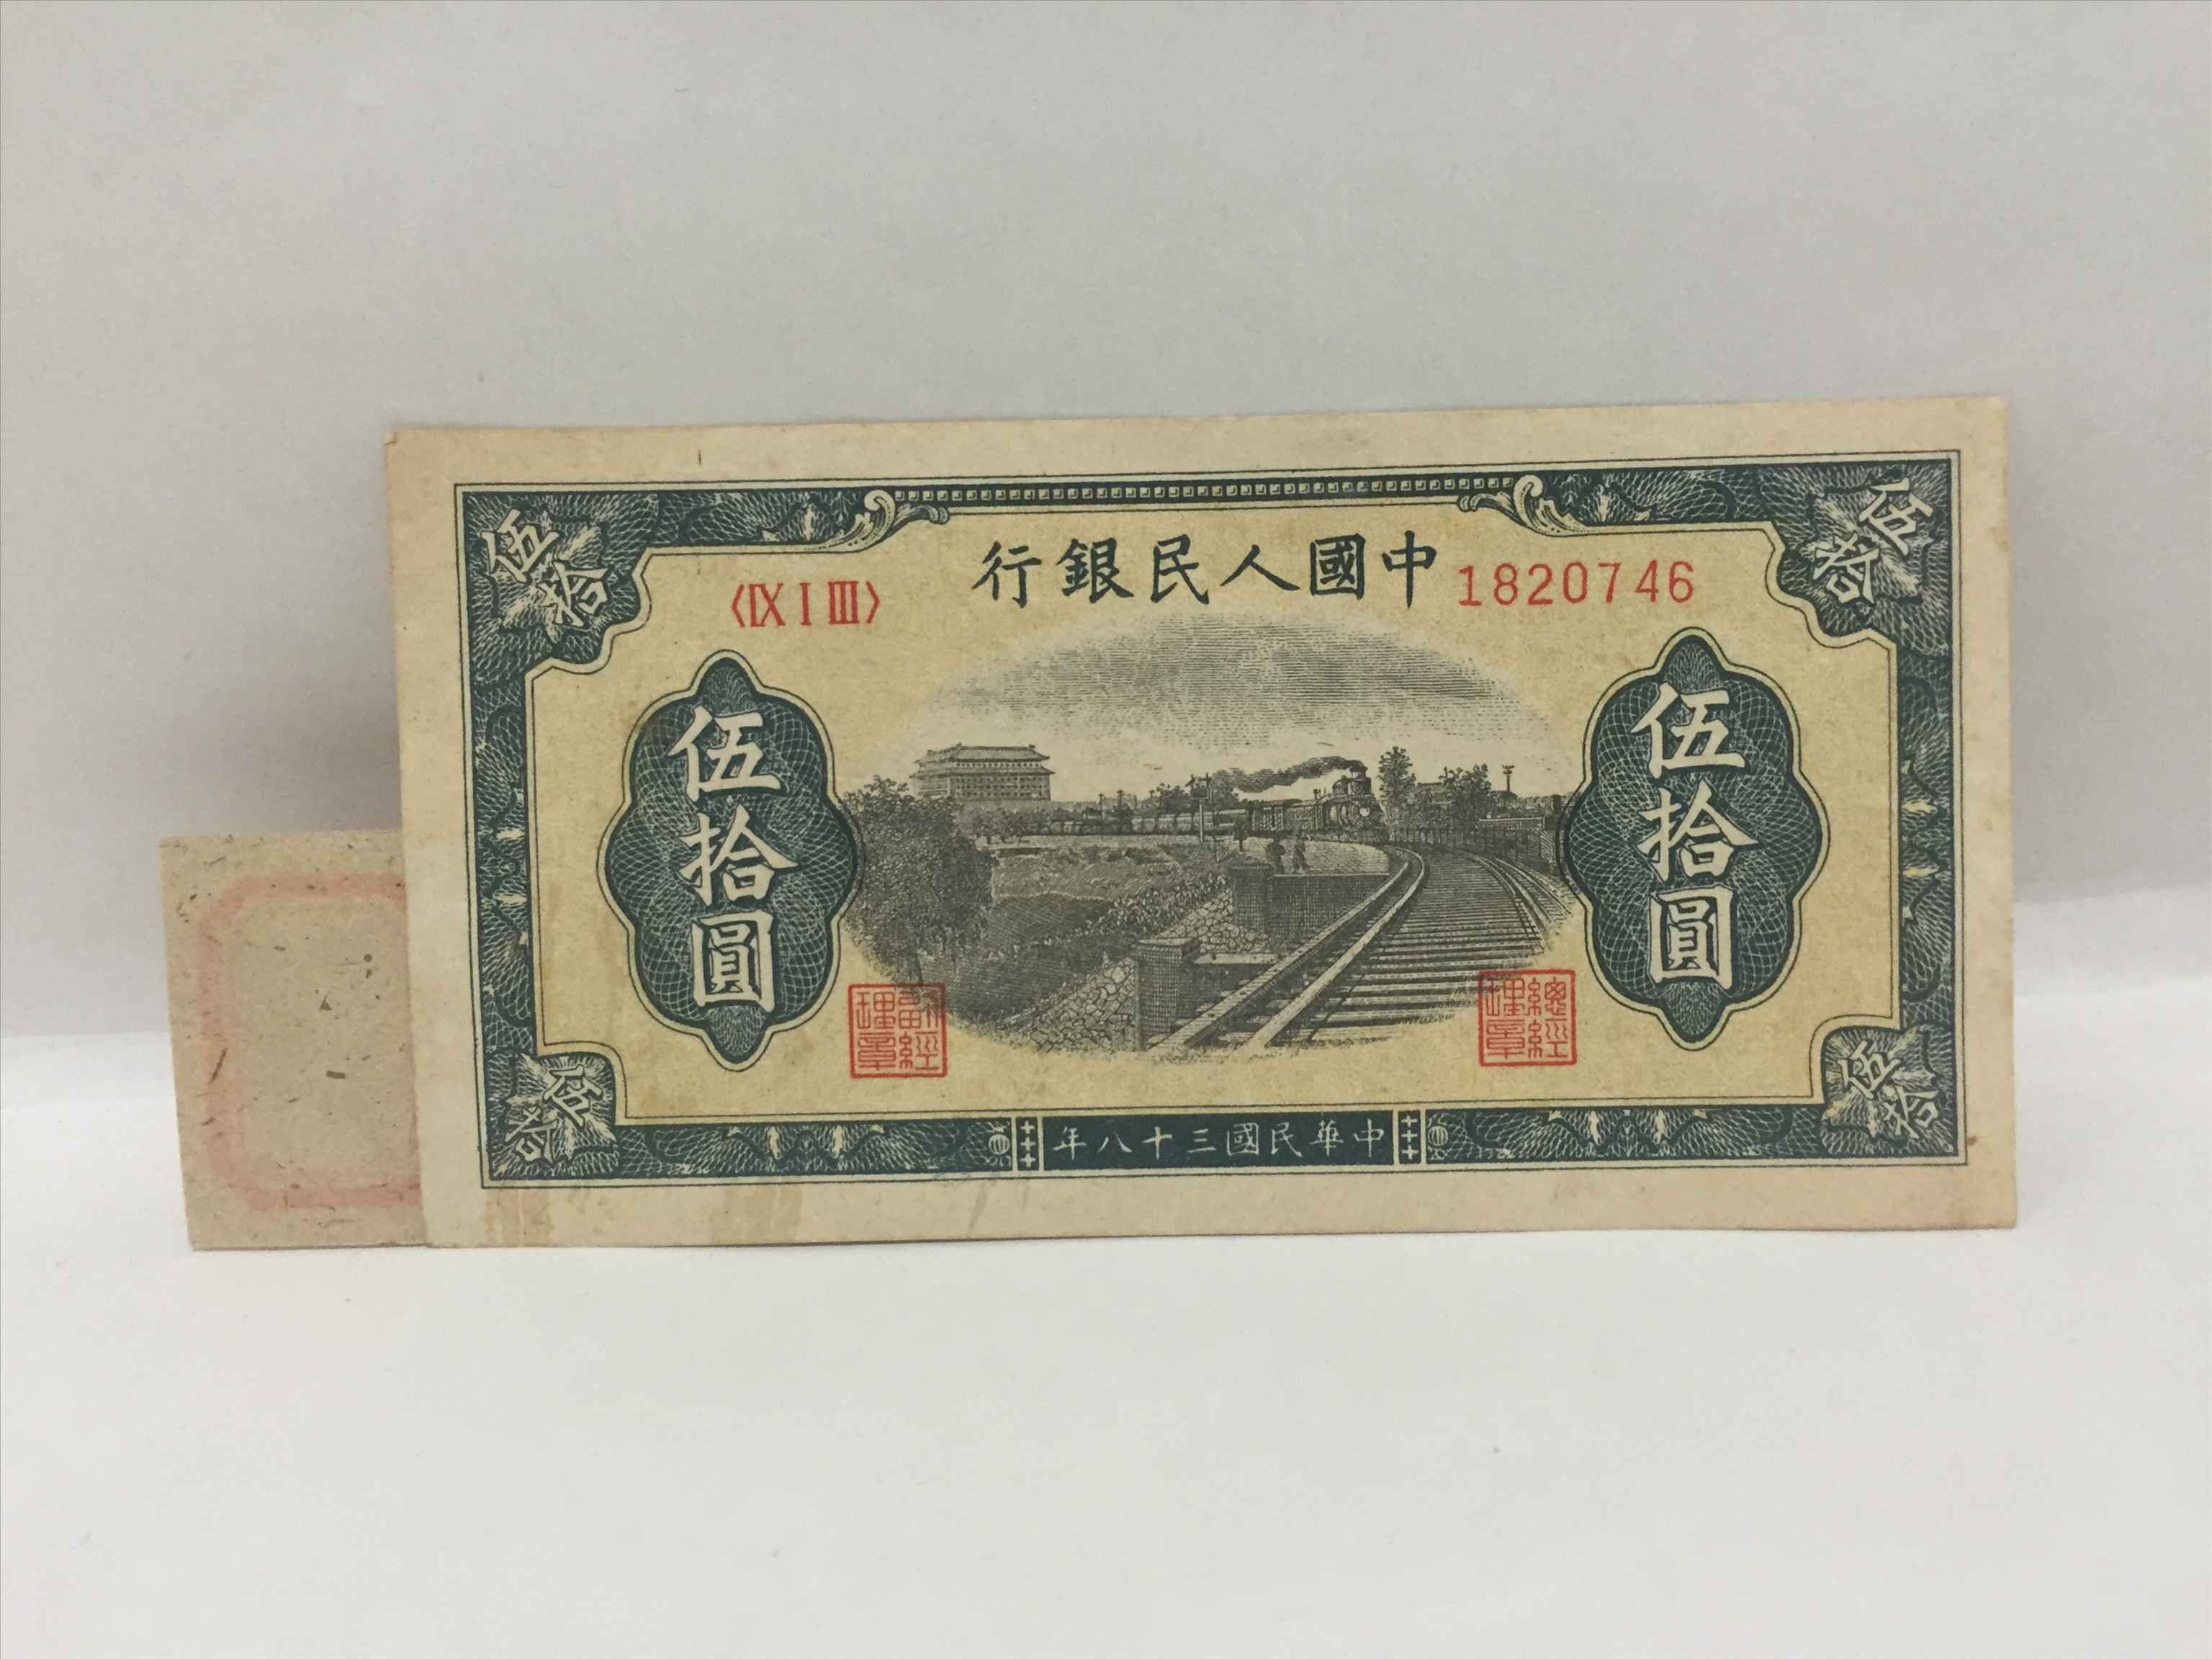 中國人民銀行
〈IX I III〉
1820746
伍拾
伍拾
伍拾圓
伍拾圓
副經理章
總經理章
伍拾
伍拾
中華民國三十八年